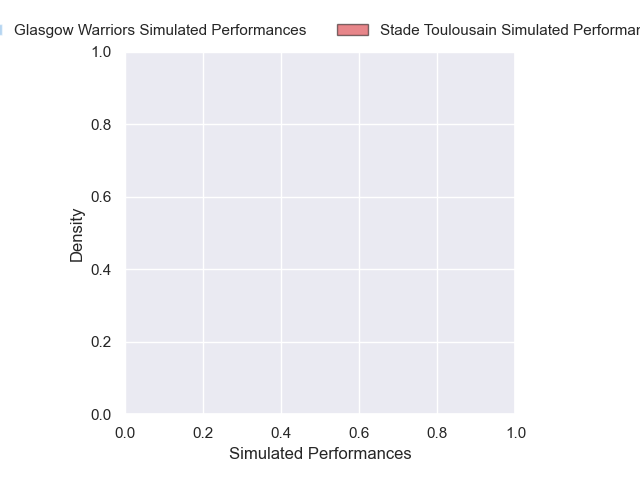 Glasgow Warriors Simulated Performances Stade Toulousain Simulated Performan
1.0
0.8
0.6
0.4
0.2
0.0
Density
0.0 0.2 0.4 0.6 0.8 1.0
Simulated Performances